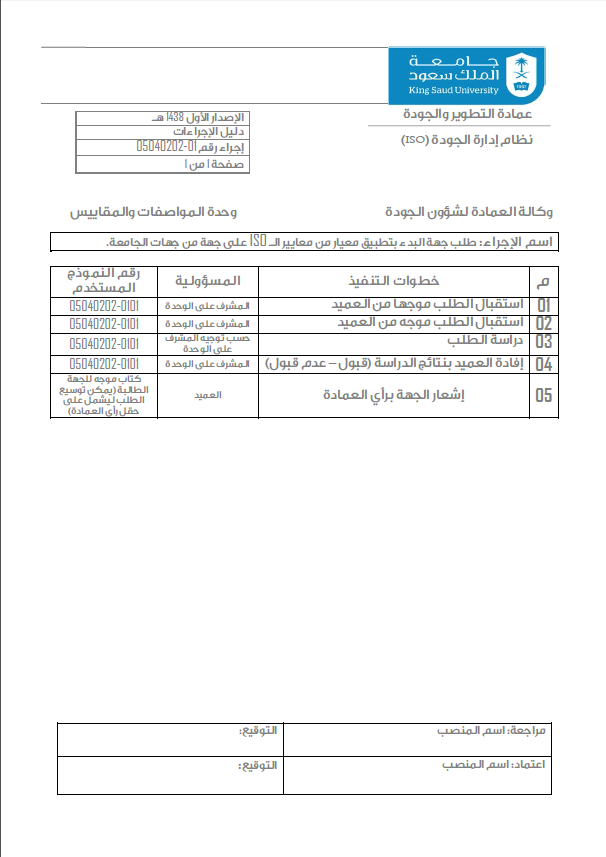 جـامعـة
الملك سعود
King Saud University
1957
عمادة التطوير والجودة
نظام إدارة الجودة (ISO)
الإصدار الأول 1438 هـ
دليل الإجراءات
إجراء رقم 01-05040202
صفحة 1 من 1
وكالة العمادة لشؤون الجودة
وحدة المواصفات والمقاييس
اسم الإجراء: طلب جهة البدء بتطبيق معيار من معايير الـ ISO على جهة من جهات الجامعة.
م خطوات التنفيذ المسؤولية رقم النموذج المستخدم
01 استقبال الطلب موجها من العميد المشرف على الوحدة 05040202-0101
02 استقبال الطلب موجه من العميد المشرف على الوحدة 05040202-0101
03 دراسة الطلب حسب توجيه المشرف على الوحدة 05040202-0101
04 إفادة العميد بنتائج الدراسة (قبول – عدم قبول) المشرف على الوحدة 05040202-0101
05 إشعار الجهة برأي العمادة العميد كتاب موجه للجهة الطالبة (يمكن توسيع الطلب ليشمل على حقل رأي العمادة)
مراجعة: اسم المنصب التوقيع:
اعتماد: اسم المنصب التوقيع: